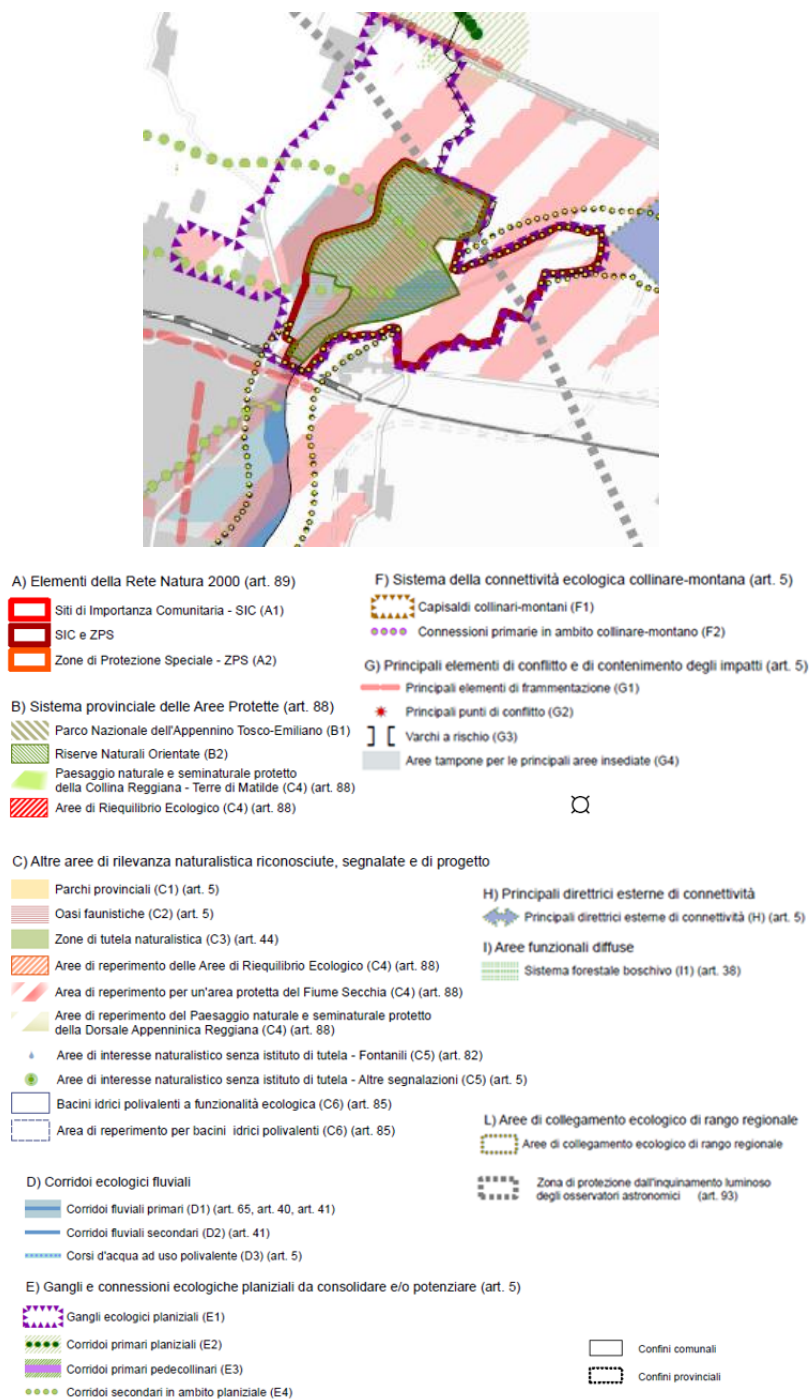 A) Elementi della Rete Natura 2000 (art. 89)
Siti di Importanza Comunitaria - SIC (A1)
SIC e ZPS
Zone di Protezione Speciale - ZPS (A2)
B) Sistema provinciale delle Aree Protette (art. 88)
Parco Nazionale dell'Appennino Tosco-Emiliano (B1)
Riserve Naturali Orientate (B2)
Paesaggio naturale e seminaturale protetto
della Collina Reggiana - Terre di Matilde (C4) (art. 88)
Aree di Riequilibrio Ecologico (C4) (art. 88)
F) Sistema della connettività ecologica collinare-montana (art. 5)
Capisaldi collinari-montani (F1)
Connessioni primarie in ambito collinare-montano (F2)
G) Principali elementi di conflitto e di contenimento degli impatti (art. 5)
Principali elementi di frammentazione (G1)
Principali punti di conflitto (G2)
Varchi a rischio (G3)
Aree tampone per le principali aree insediate (G4)
C) Altre aree di rilevanza naturalistica riconosciute, segnalate e di progetto
Parchi provinciali (C1) (art. 5)
Oasi faunistiche (C2) (art. 5)
Zone di tutela naturalistica (C3) (art. 44)
Aree di reperimento delle Aree di Riequilibrio Ecologico (C4) (art. 88)
Area di reperimento per un'area protetta del Fiume Secchia (C4) (art. 88)
Area di reperimento del Paesaggio naturale e seminaturale protetto
della Dorsale Appenninica Reggiana (C4) (art. 88)
Aree di interesse naturalistico senza istituto di tutela - Fontanili (C5) (art. 82)
Aree di interesse naturalistico senza istituto di tutela - Altre segnalazioni (C5) (art. 5)
Bacini idrici polivalenti a funzionalità ecologica (C6) (art. 85)
Area di reperimento per bacini idrici polivalenti (C6) (art. 85)
H) Principali direttrici esterne di connettività
Principali direttrici esterne di connettività (H) (art. 5)
I) Aree funzionali diffuse
Sistema forestale boschivo (I1) (art. 38)
L) Aree di collegamento ecologico di rango regionale
Aree di collegamento ecologico di rango regionale
Zona di protezione dall'inquinamento luminoso
degli osservatori astronomici (art. 93)
D) Corridoi ecologici fluviali
Corridoi fluviali primari (D1) (art. 65, art. 40, art. 41)
Corridoi fluviali secondari (D2) (art. 41)
Corsi d'acqua ad uso polivalente (D3) (art. 5)
E) Gangli e connessioni ecologiche planiziali da consolidare e/o potenziare (art. 5)
Gangli ecologici planiziali (E1)
Corridoi primari planiziali (E2)
Corridoi primari pedecollinari (E3)
Corridoi secondari in ambito planiziale (E4)
Confini comunali
Confini provinciali